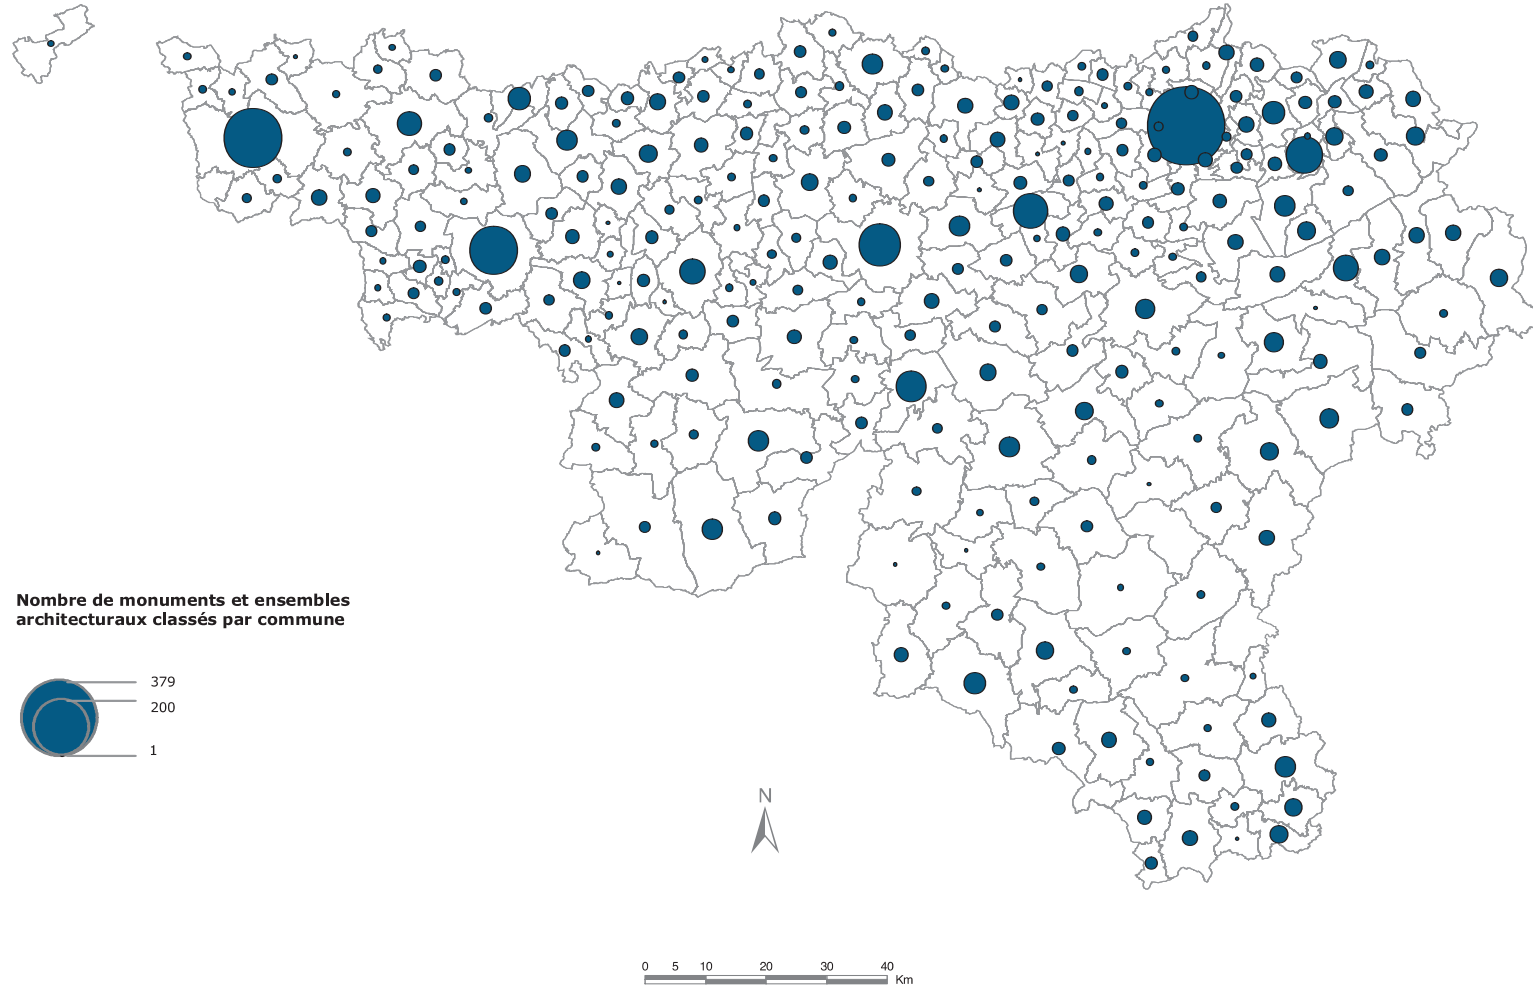 Nombre de monuments et ensembles
architecturaux classés par commune
379
200
1
N
0 5 10 20 30 40
Km